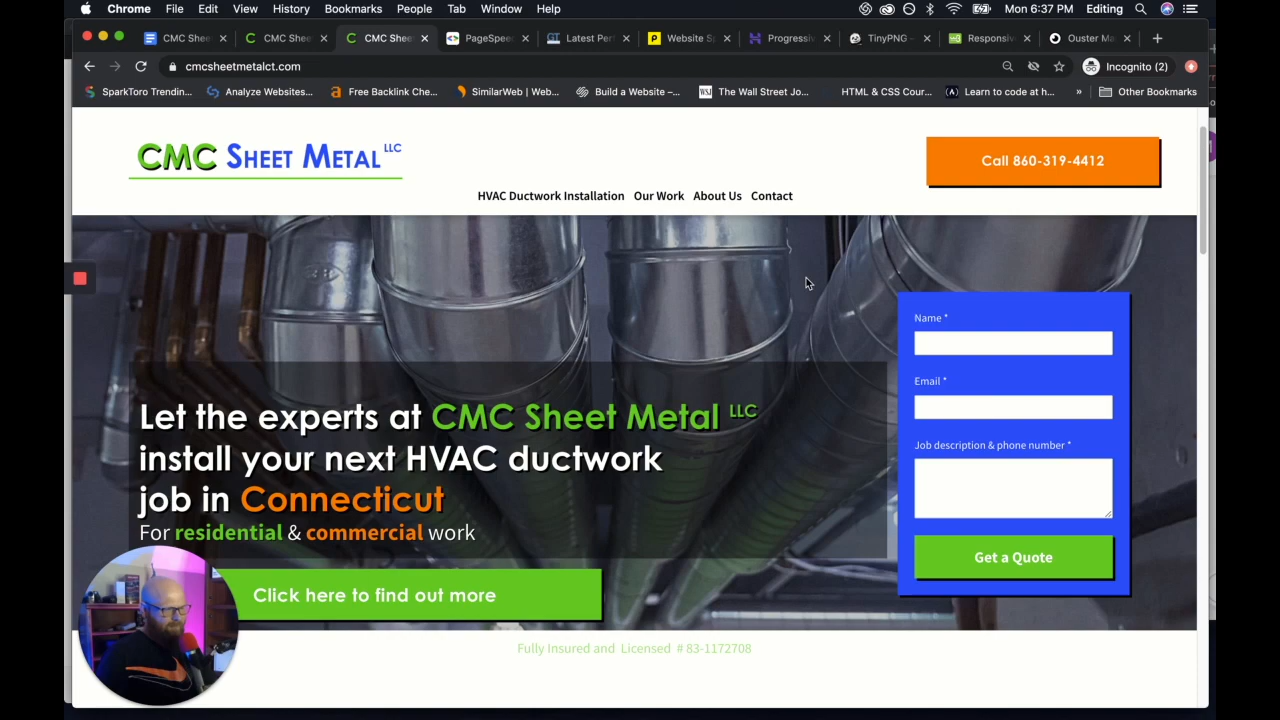 Chrome File Edit View History Bookmarks People Tab Window Help Mon 6:37 PM Editing
CMC Shee CMC Shee CMC Shee PageSpee Latest Perf Website S Progressiv TinyPNG – Responsiv Ouster Ma
cmcsheetmetalct.com Incognito (2)
SparkToro Trendin... Analyze Websites... Free Backlink Che... SimilarWeb | Web... Build a Website –... WSJ The Wall Street Jo... HTML & CSS Cour... Learn to code at h... » Other Bookmarks
CMC Sheet Metal LLC
Call 860-319-4412
HVAC Ductwork Installation Our Work About Us Contact
Let the experts at CMC Sheet Metal LLC
install your next HVAC ductwork
job in Connecticut
For residential & commercial work
Click here to find out more
Name *
Email *
Job description & phone number *
Get a Quote
Fully Insured and Licensed # 83-1172708